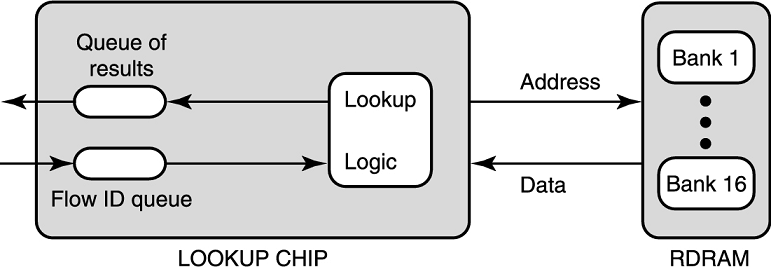 Queue of
results
Lookup
Logic
Flow ID queue
LOOKUP CHIP
Address
Data
Bank 1
Bank 16
RDRAM